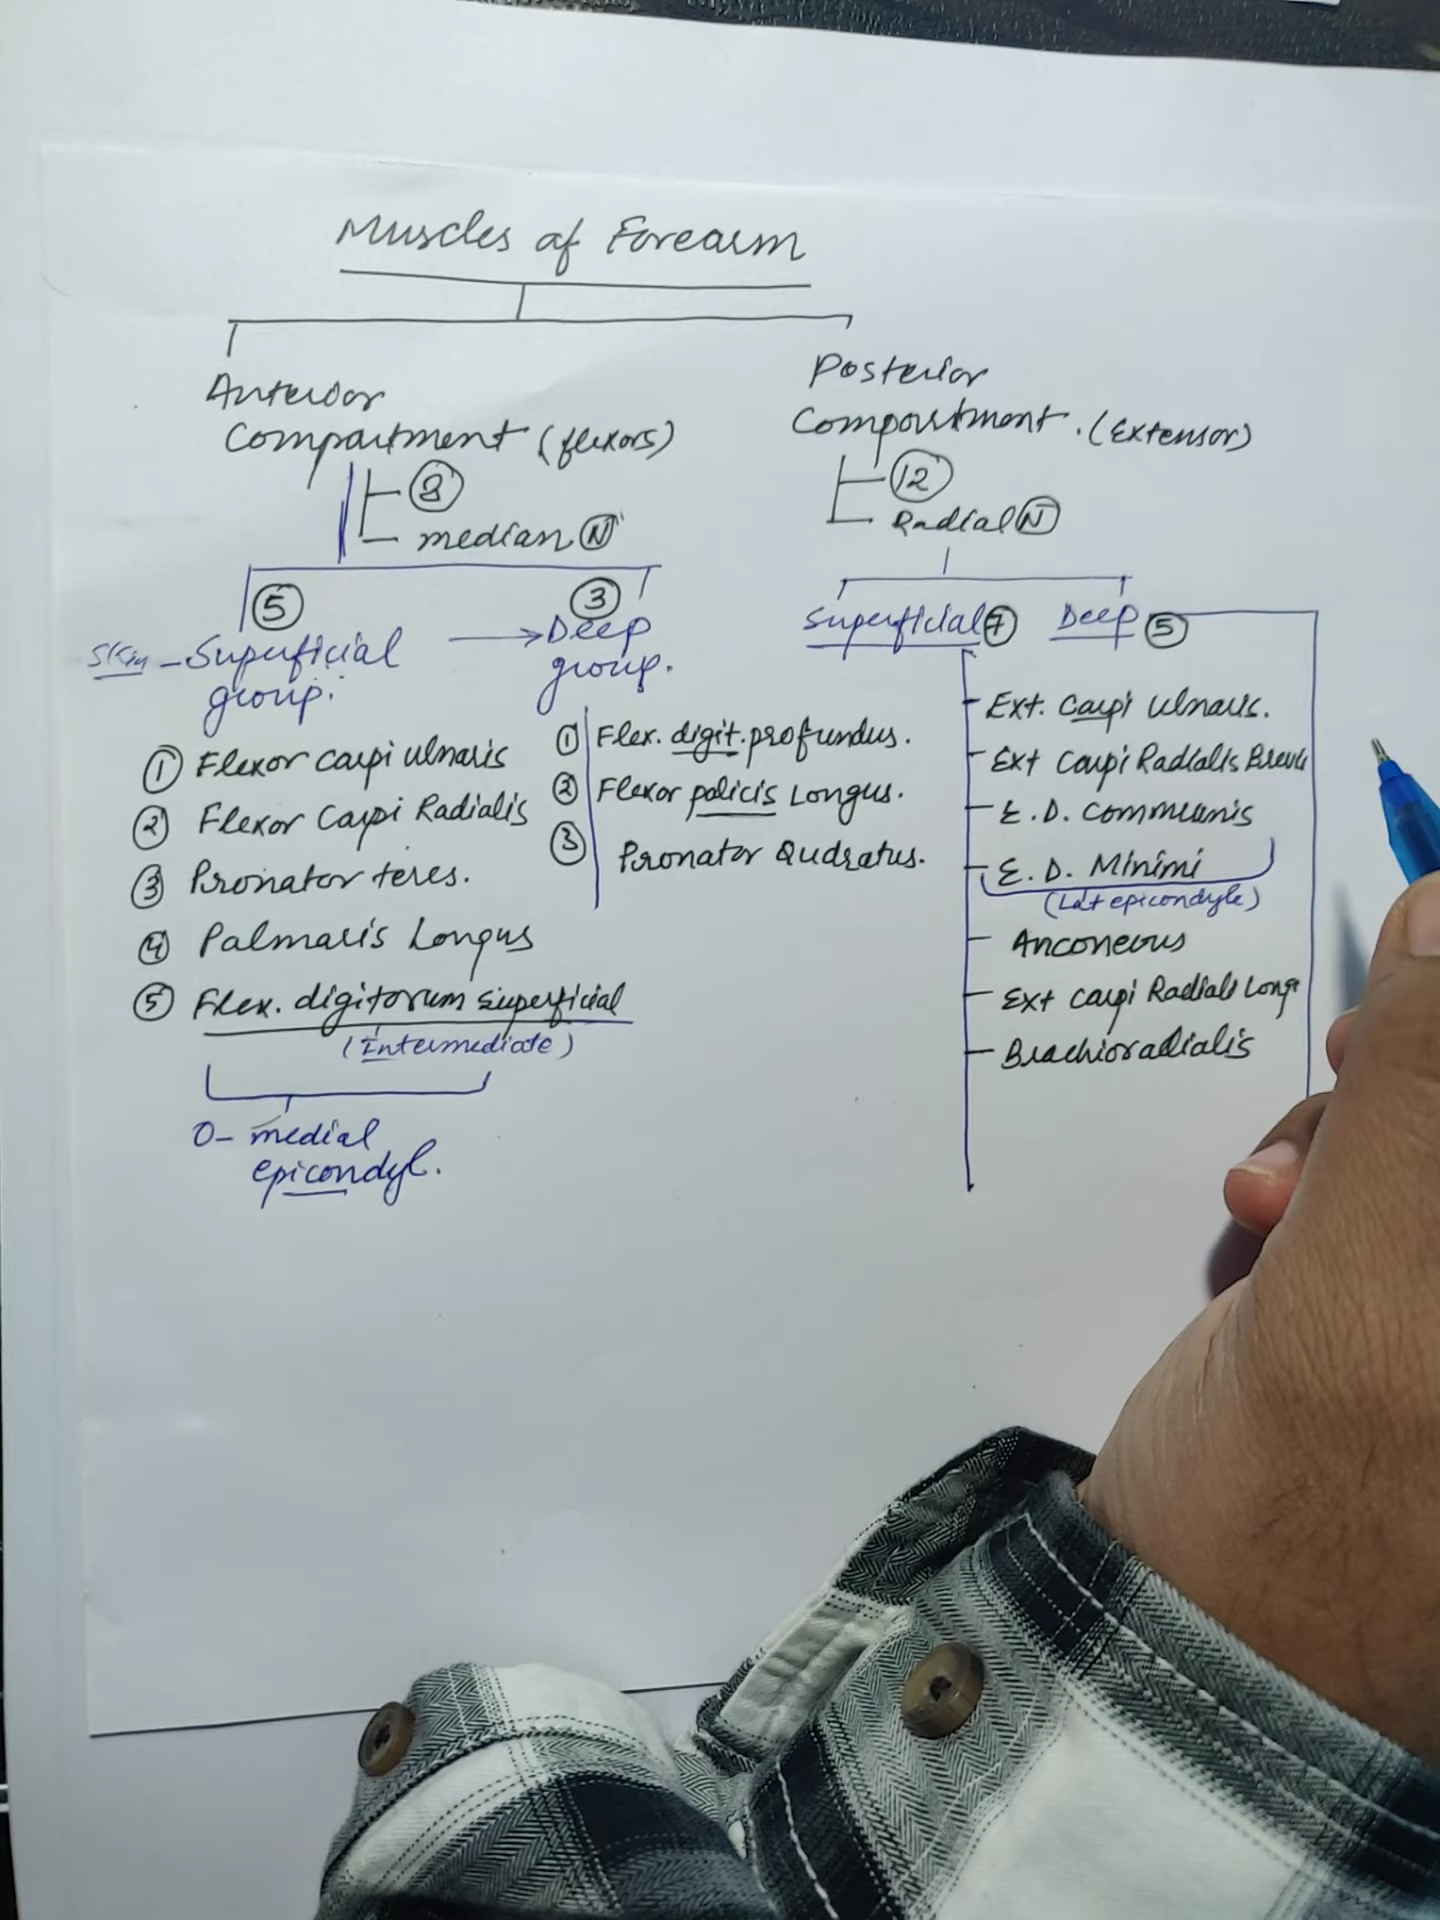 Muscles of Forearm
Anterior
Compartment (flexors)
8
median N
5
Skin - Superficial
group.
3
Deep
group.
1 Flexor carpi ulnaris
2 Flexor Carpi Radialis
3 Pronator teres.
4 Palmaris Longus
5 Flex. digitorum superficial
(Intermediate)
O- medial
epicondyl.
1 Flex. digit. profundus.
2 Flexor policis Longus.
3 Pronator Qudratus.
Posterior
Compartment. (Extensor)
12
Radial N
Superficial 7 Deep 5
Ext. Carpi ulnaris.
Ext Carpi Radialis Brevis
E. D. Communis
E. D. Minimi
(Lat epicondyle)
Anconeous
Ext carpi Radials Longs
Brachioradialis